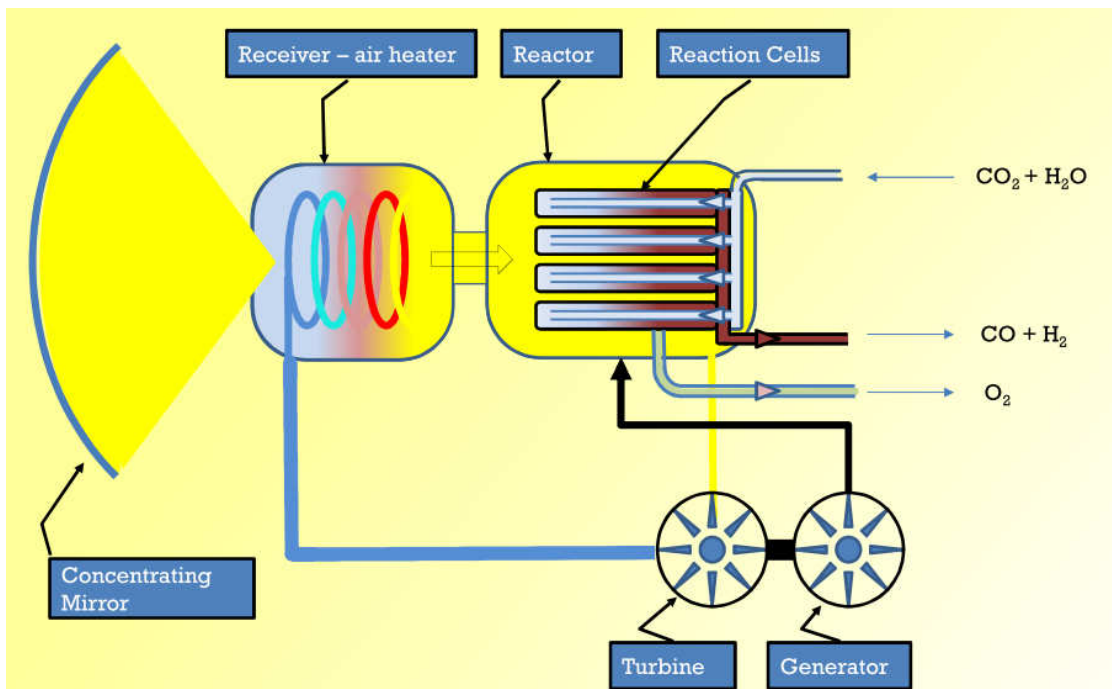 Receiver – air heater
Reactor
Reaction Cells
CO₂ + H₂O
CO + H₂
O₂
Concentrating
Mirror
Turbine
Generator